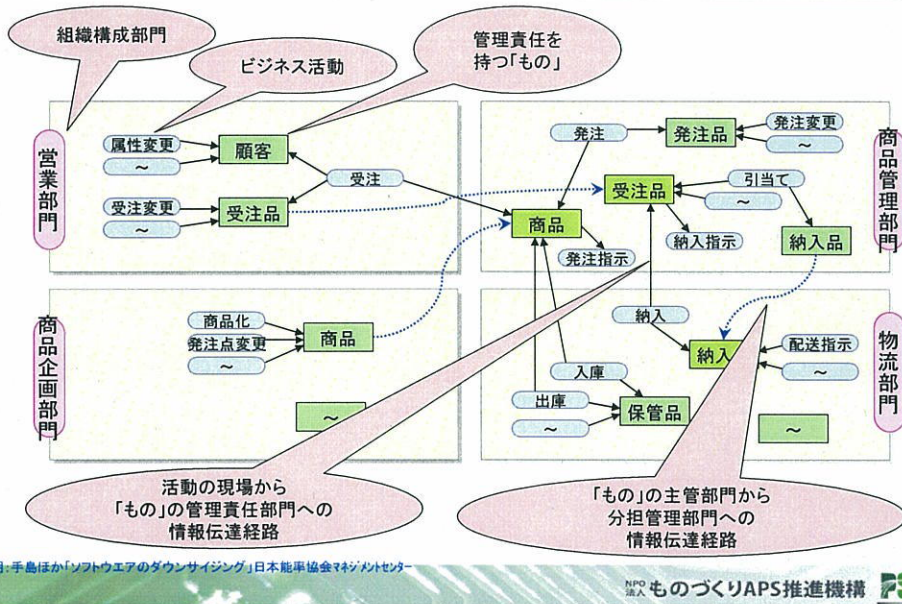 組織構成部門
ビジネス活動
管理責任を
持つ「もの」
営業部門
属性変更
～
顧客
受注変更
～
受注品
受注
商品管理部門
発注
発注品
発注変更
～
受注品
引当て
～
商品
発注指示
納入指示
納入品
商品企画部門
商品化
発注点変更
～
商品
～
物流部門
納入
納入
配送指示
～
入庫
出庫
～
保管品
～
活動の現場から
「もの」の管理責任部門への
情報伝達経路
「もの」の主管部門から
分担管理部門への
情報伝達経路
:手島ほか「ソフトウエアのダウンサイジング」日本能率協会マネジメントセンター
NPO法人 ものづくりAPS推進機構